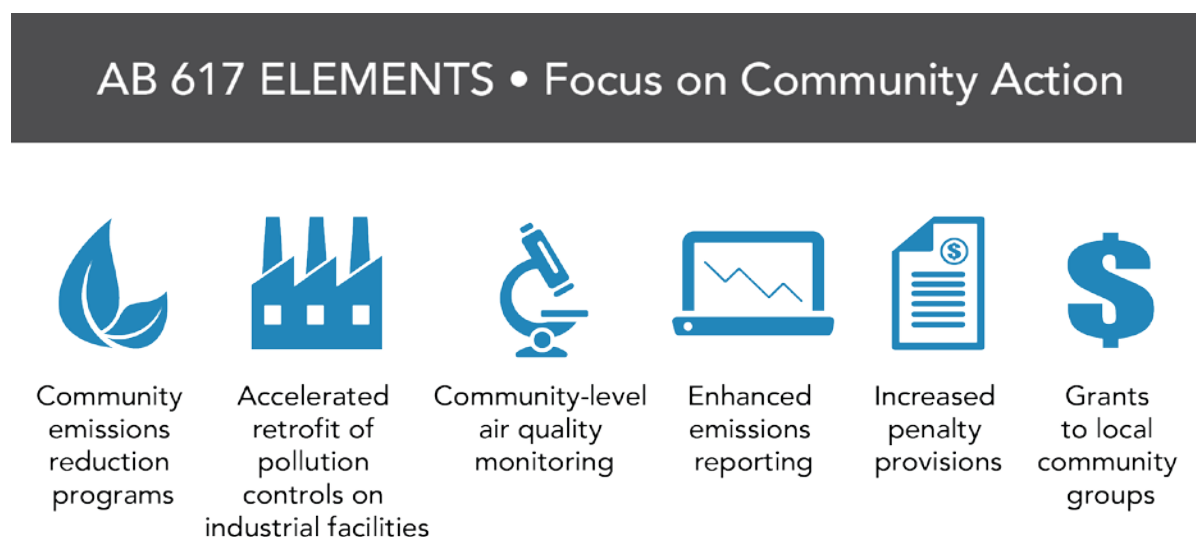 AB 617 ELEMENTS • Focus on Community Action
$
$
Community
emissions
reduction
programs
Accelerated
retrofit of
pollution
controls on
industrial facilities
Community-level
air quality
monitoring
Enhanced
emissions
reporting
Increased
penalty
provisions
Grants
to local
community
groups